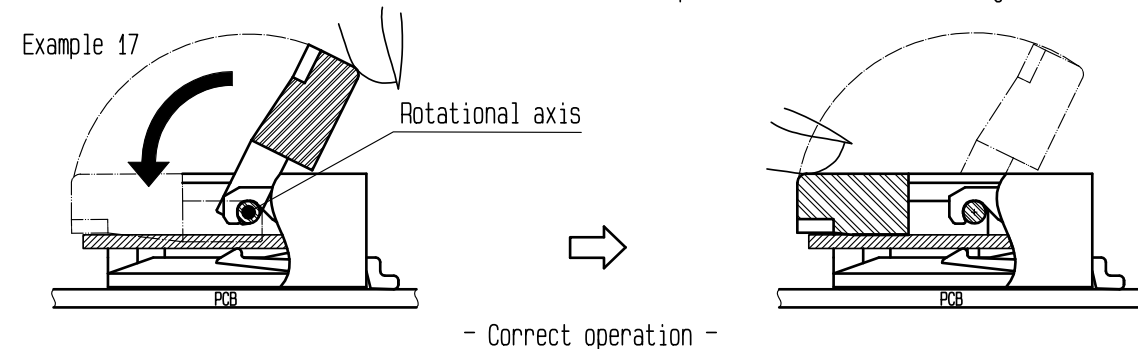 Example 17
Rotational axis
PCB
PCB
- Correct operation -